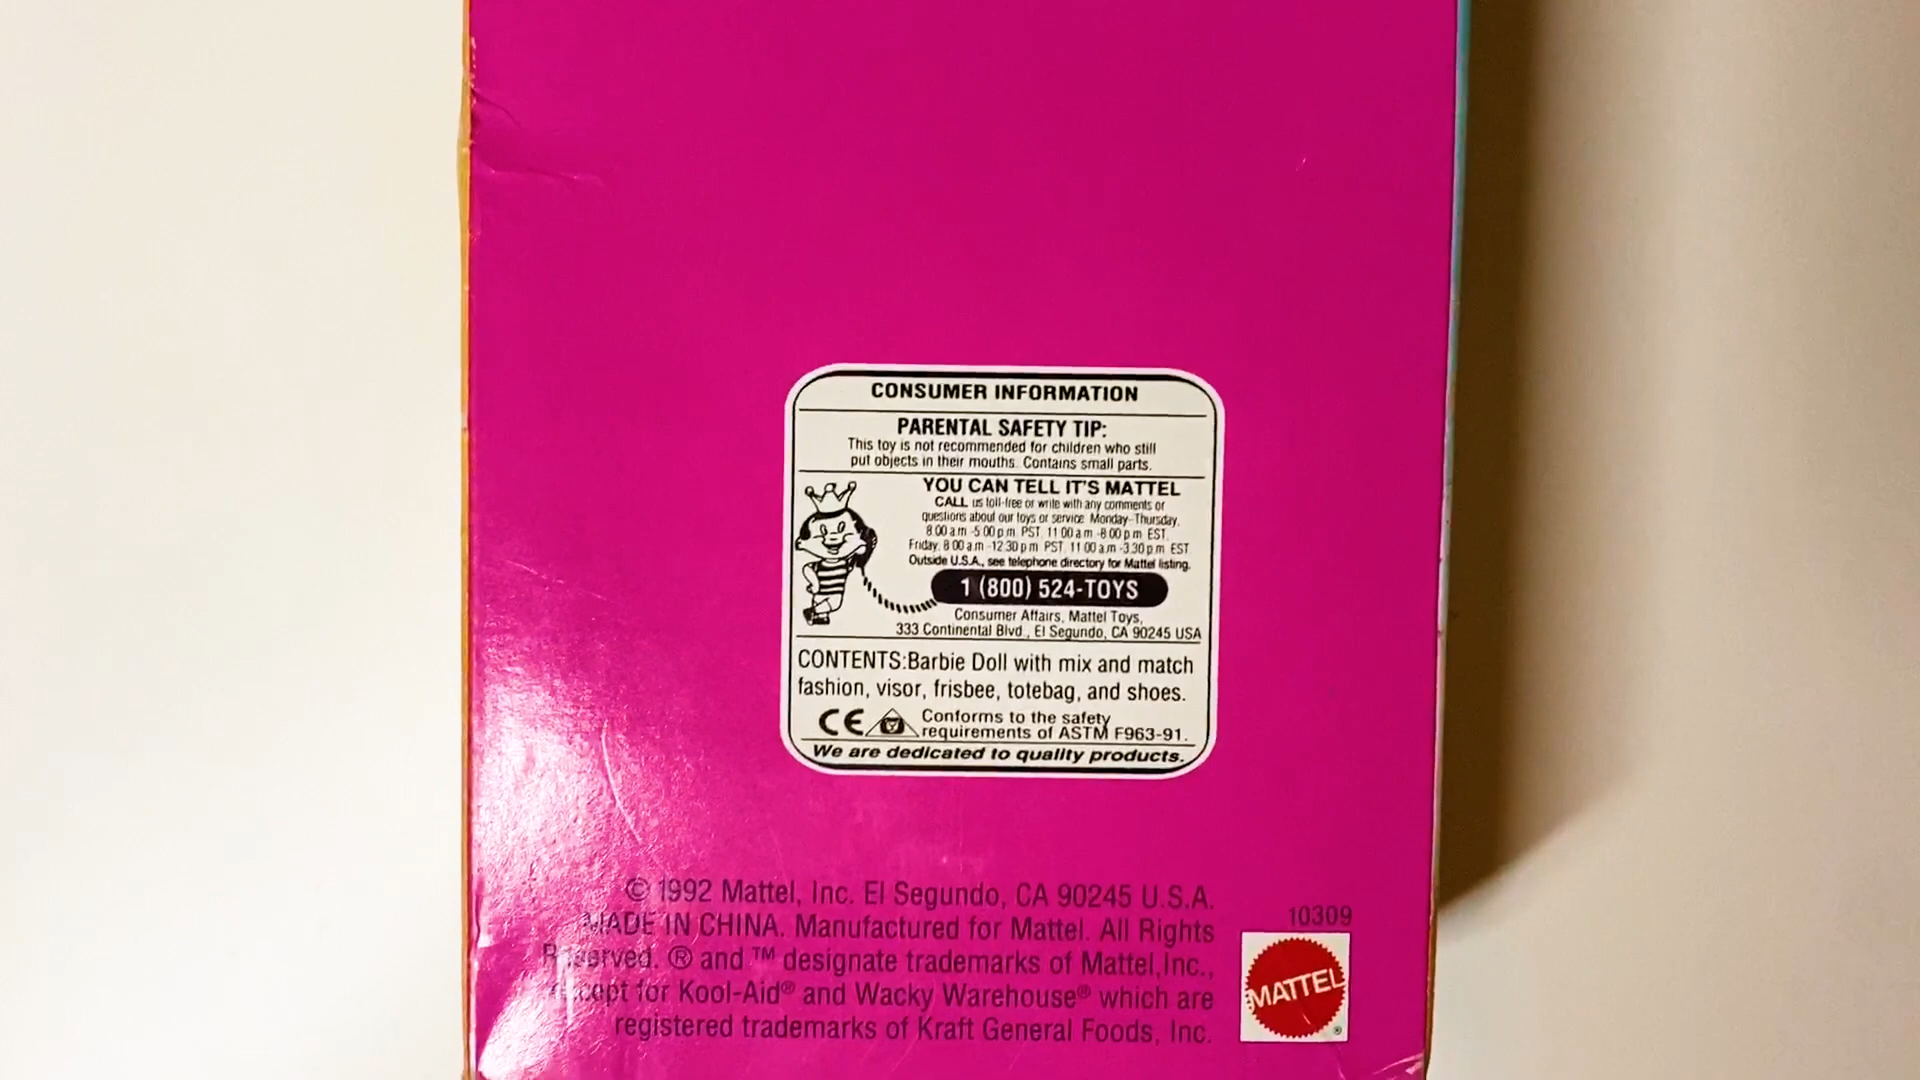 CONSUMER INFORMATION
PARENTAL SAFETY TIP:
This toy is not recommended for children who still
put objects in their mouths. Contains small parts.
YOU CAN TELL IT'S MATTEL
CALL us toll-free or write with any comments or
questions about our toys or service Monday-Thursday,
8:00 a.m.-5:00 p.m. PST, 11:00 a.m.-8:00 p.m. EST.
Friday, 8:00 a.m.-12:30 p.m. PST, 11:00 a.m.-3:30 p.m. EST.
Outside U.S.A., see telephone directory for Mattel listing.
1 (800) 524-TOYS
Consumer Affairs, Mattel Toys,
333 Continental Blvd., El Segundo, CA 90245 USA
CONTENTS:Barbie Doll with mix and match
fashion, visor, frisbee, totebag, and shoes.
CE Conforms to the safety
requirements of ASTM F963-91.
We are dedicated to quality products.
© 1992 Mattel, Inc. El Segundo, CA 90245 U.S.A.
MADE IN CHINA. Manufactured for Mattel. All Rights
Reserved. ® and ™ designate trademarks of Mattel,Inc.,
except for Kool-Aid® and Wacky Warehouse® which are
registered trademarks of Kraft General Foods, Inc.
10309
MATTEL®